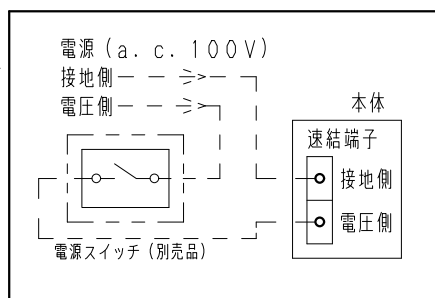 電源(a.c.100V)
接地側
電圧側
本体
速結端子
接地側
電圧側
電源スイッチ(別売品)